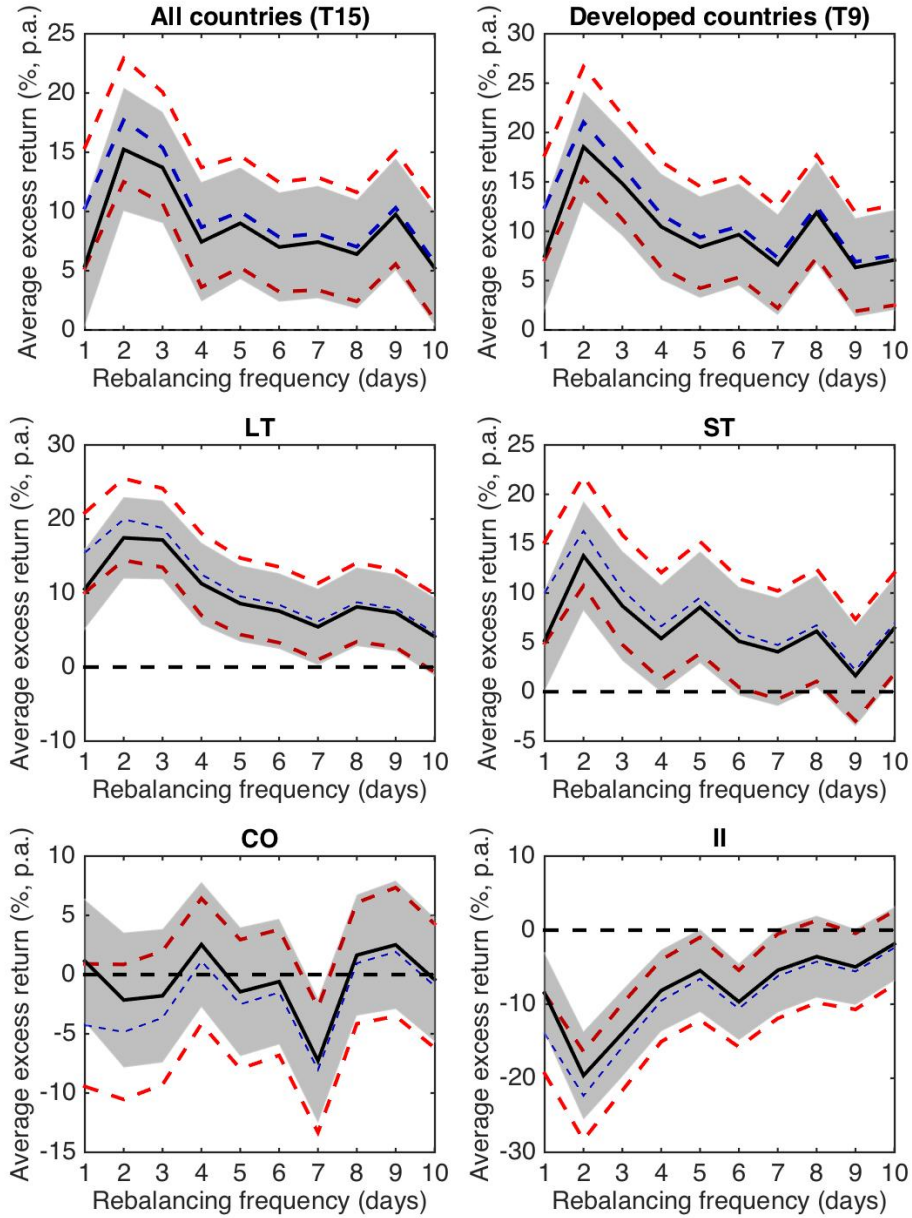 All countries (T15)
Average excess return (%, p.a.)
25
20
15
10
5
0
1 2 3 4 5 6 7 8 9 10
Rebalancing frequency (days)
Developed countries (T9)
Average excess return (%, p.a.)
30
25
20
15
10
5
0
1 2 3 4 5 6 7 8 9 10
Rebalancing frequency (days)
LT
Average excess return (%, p.a.)
30
20
10
0
-10
1 2 3 4 5 6 7 8 9 10
Rebalancing frequency (days)
ST
Average excess return (%, p.a.)
25
20
15
10
5
0
-5
1 2 3 4 5 6 7 8 9 10
Rebalancing frequency (days)
CO
Average excess return (%, p.a.)
10
5
0
-5
-10
-15
1 2 3 4 5 6 7 8 9 10
Rebalancing frequency (days)
II
Average excess return (%, p.a.)
10
0
-10
-20
-30
1 2 3 4 5 6 7 8 9 10
Rebalancing frequency (days)